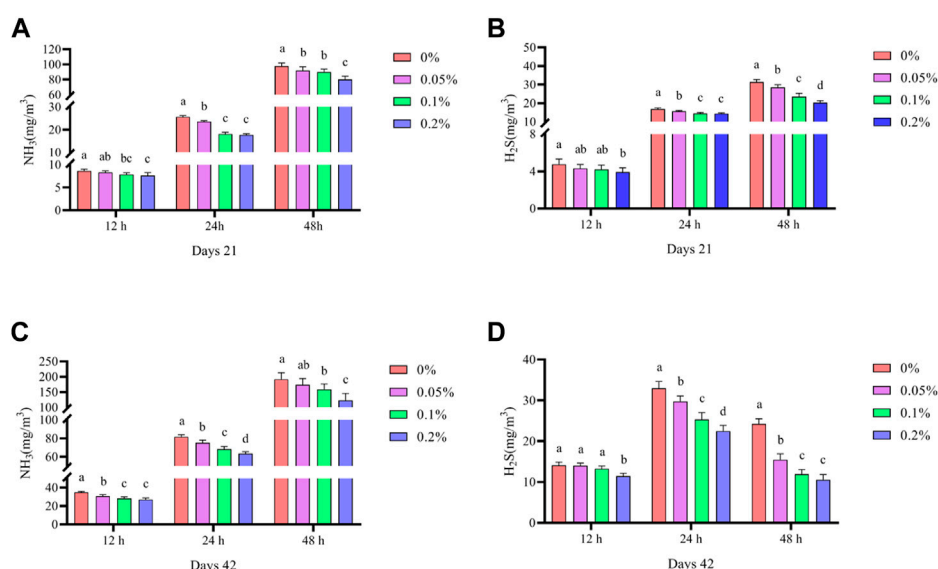 A
NH3(mg/m³)
120
100
80
60
30
20
10
10
5
0
a b b c
a b c c
a ab bc c
12 h 24h 48h
Days 21
0%
0.05%
0.1%
0.2%
B
H2S(mg/m³)
50
40
30
20
10
8
4
0
a b c d
a b c c
a ab ab b
12 h 24 h 48 h
Days 21
0%
0.05%
0.1%
0.2%
C
NH3(mg/m³)
250
200
150
100
100
80
60
40
20
0
a ab b c
a b c d
a b c c
12 h 24 h 48 h
Days 42
0%
0.05%
0.1%
0.2%
D
H2S(mg/m³)
40
30
20
10
0
a a a b
a b c d
a b c c
12 h 24 h 48 h
Days 42
0%
0.05%
0.1%
0.2%